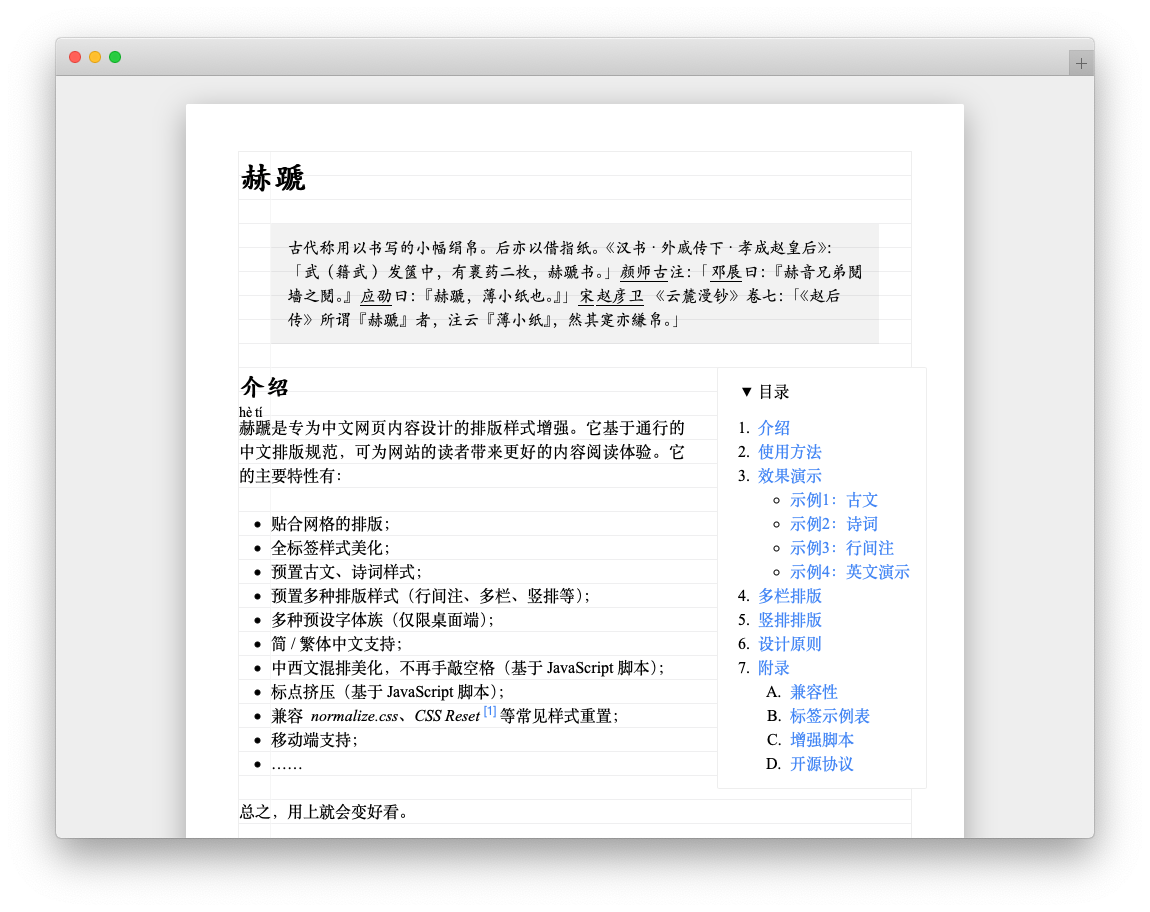 赫蹏
古代称用以书写的小幅绢帛。后亦以借指纸。《汉书·外戚传下·孝成赵皇后》:
「武（籍武）发箧中，有裹药二枚，赫蹏书。」颜师古注：「邓展曰：『赫音兄弟阋
墙之阋。』应劭曰：『赫蹏，薄小纸也。』」宋赵彦卫《云麓漫钞》卷七：「《赵后
传》所谓『赫蹏』者，注云『薄小纸』，然其寔亦縑帛。」
介绍
hè tí
赫蹏是专为中文网页内容设计的排版样式增强。它基于通行的
中文排版规范，可为网站的读者带来更好的内容阅读体验。它
的主要特性有：
• 贴合网格的排版；
• 全标签样式美化；
• 预置古文、诗词样式；
• 预置多种排版样式（行间注、多栏、竖排等）；
• 多种预设字体族（仅限桌面端）；
• 简 / 繁体中文支持；
• 中西文混排美化，不再手敲空格（基于 JavaScript 脚本）；
• 标点挤压（基于 JavaScript 脚本）；
• 兼容 normalize.css、CSS Reset [1] 等常见样式重置；
• 移动端支持；
• ……
总之，用上就会变好看。
▼ 目录
1. 介绍
2. 使用方法
3. 效果演示
◦ 示例1：古文
◦ 示例2：诗词
◦ 示例3：行间注
◦ 示例4：英文演示
4. 多栏排版
5. 竖排排版
6. 设计原则
7. 附录
A. 兼容性
B. 标签示例表
C. 增强脚本
D. 开源协议